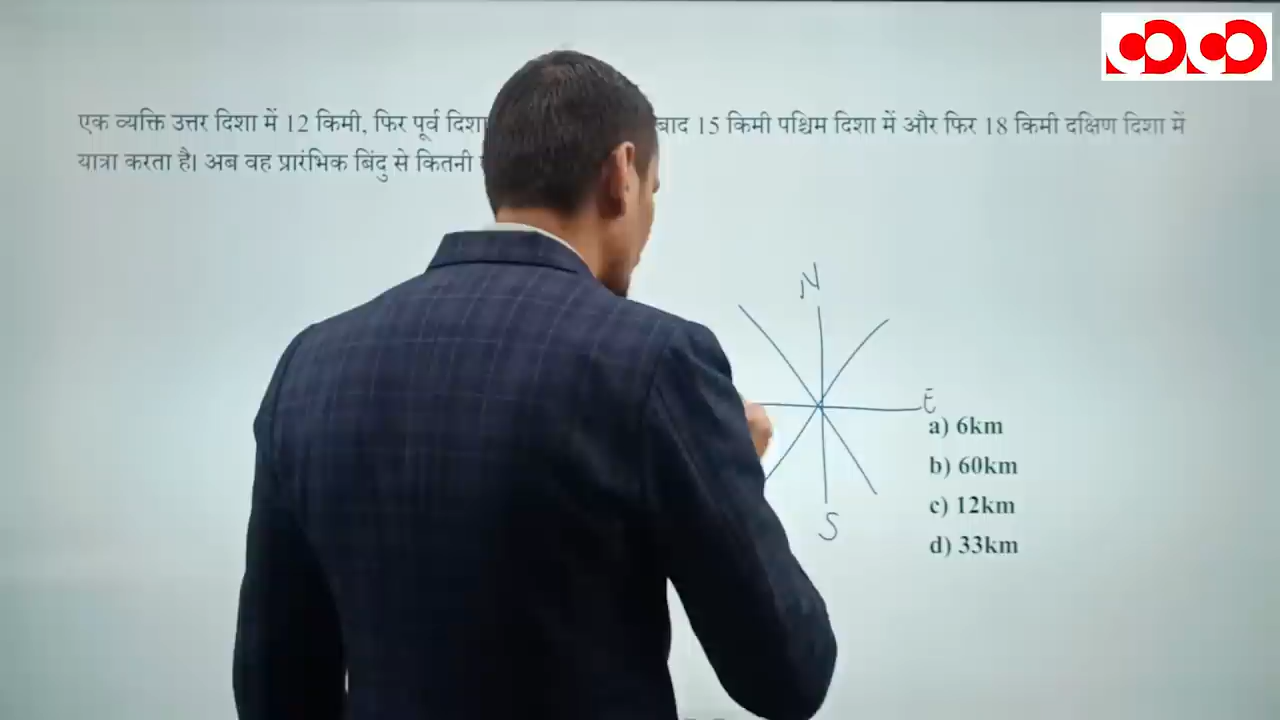 एक व्यक्ति उत्तर दिशा में 12 किमी, फिर पूर्व दिशा बाद 15 किमी पश्चिम दिशा में और फिर 18 किमी दक्षिण दिशा में
यात्रा करता है। अब वह प्रारंभिक बिंदु से कितनी
N
E
a) 6km
b) 60km
c) 12km
S
d) 33km